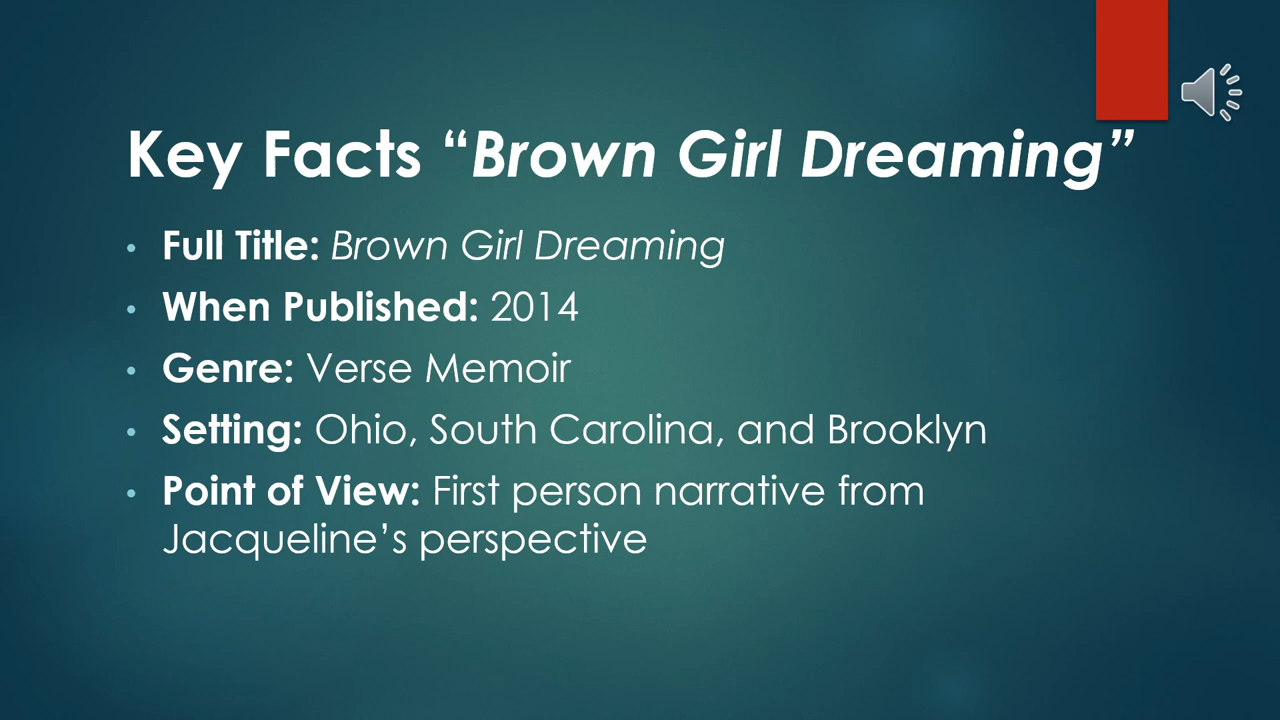 Key Facts “Brown Girl Dreaming”
• Full Title: Brown Girl Dreaming
• When Published: 2014
• Genre: Verse Memoir
• Setting: Ohio, South Carolina, and Brooklyn
• Point of View: First person narrative from
Jacqueline’s perspective